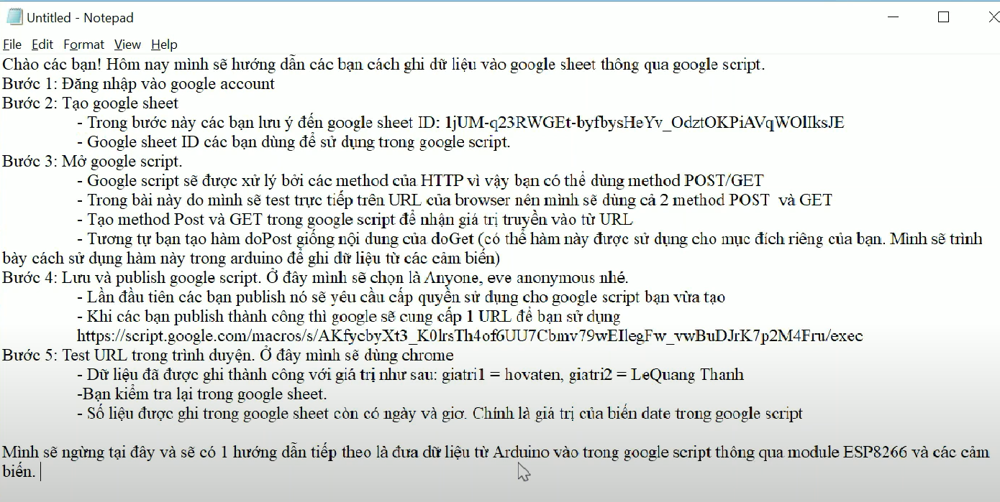 Untitled - Notepad
File Edit Format View Help
Chào các bạn! Hôm nay mình sẽ hướng dẫn các bạn cách ghi dữ liệu vào google sheet thông qua google script.
Bước 1: Đăng nhập vào google account
Bước 2: Tạo google sheet
- Trong bước này các bạn lưu ý đến google sheet ID: 1jUM-q23RWGEt-byfbysHeYv_OdztOKPiAVqWOlIksJE
- Google sheet ID các bạn dùng để sử dụng trong google script.
Bước 3: Mở google script.
- Google script sẽ được xử lý bởi các method của HTTP vì vậy bạn có thể dùng method POST/GET
- Trong bài này do mình sẽ test trực tiếp trên URL của browser nên mình sẽ dùng cả 2 method POST và GET
- Tạo method Post và GET trong google script để nhận giá trị truyền vào từ URL
- Tương tự bạn tạo hàm doPost giống nội dung của doGet (có thể hàm này được sử dụng cho mục đích riêng của bạn. Mình sẽ trình
bày cách sử dụng hàm này trong arduino để ghi dữ liệu từ các cảm biến)
Bước 4: Lưu và publish google script. Ở đây mình sẽ chọn là Anyone, eve anonymous nhé.
- Lần đầu tiên các bạn publish nó sẽ yêu cầu cấp quyền sử dụng cho google script bạn vừa tạo
- Khi các bạn publish thành công thì google sẽ cung cấp 1 URL để bạn sử dụng
https://script.google.com/macros/s/AKfycbyXt3_K0lrsTh4of6UU7Cbmv79wEIlegFw_vwBuDJrK7p2M4Fru/exec
Bước 5: Test URL trong trình duyện. Ở đây mình sẽ dùng chrome
- Dữ liệu đã được ghi thành công với giá trị như sau: giatri1 = hovaten, giatri2 = LeQuang Thanh
-Bạn kiểm tra lại trong google sheet.
- Số liệu được ghi trong google sheet còn có ngày và giơ. Chính là giá trị của biến date trong google script
Mình sẽ ngừng tại đây và sẽ có 1 hướng dẫn tiếp theo là đưa dữ liệu từ Arduino vào trong google script thông qua module ESP8266 và các cảm
biến.